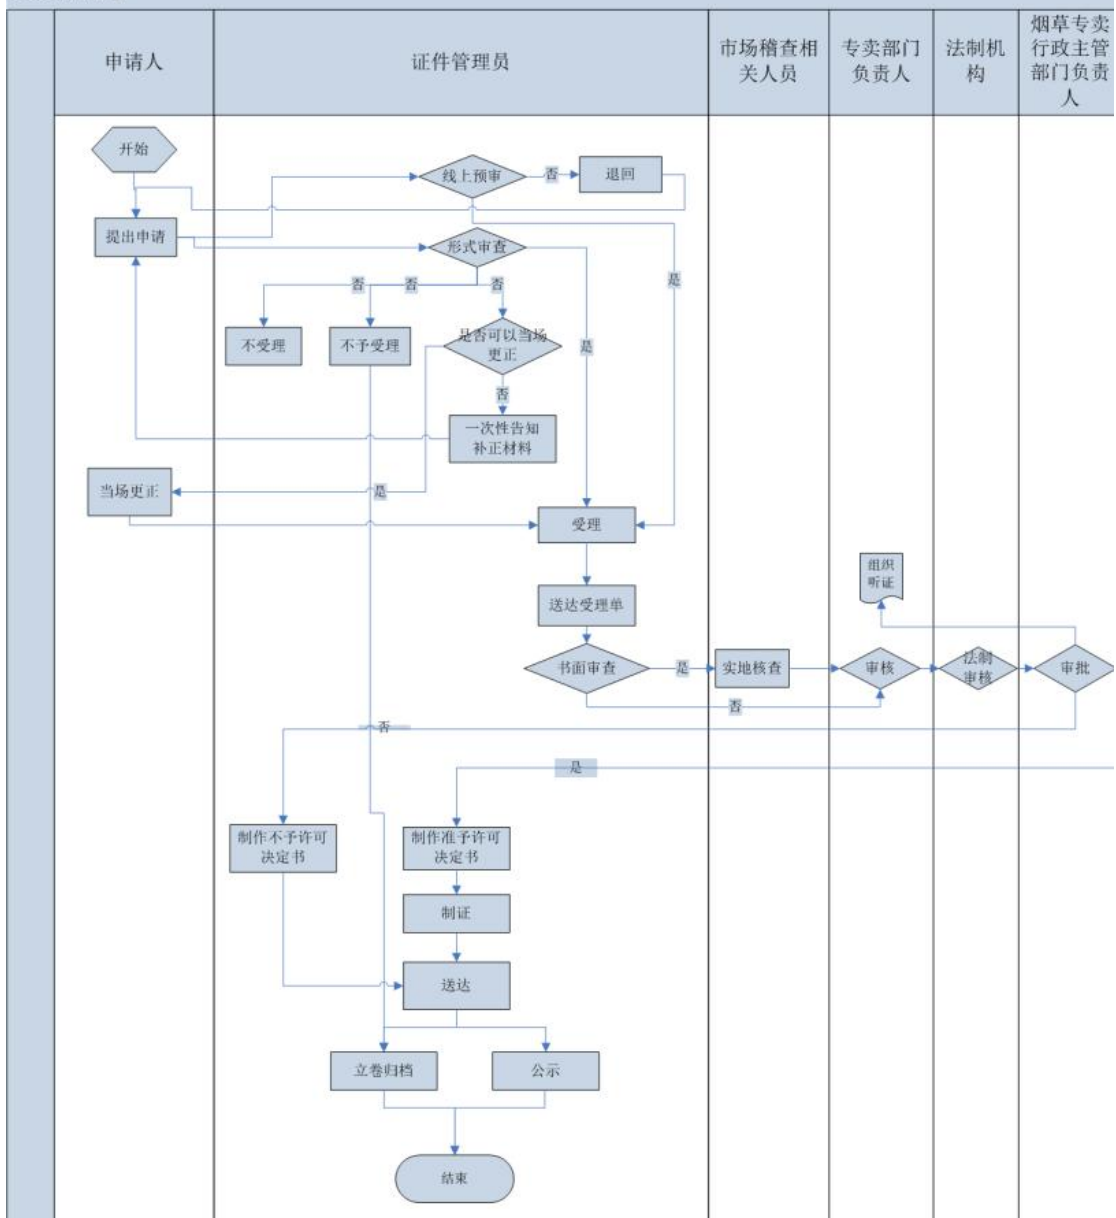 申请人
证件管理员
市场稽查相
关人员
专卖部门
负责人
法制机
构
烟草专卖
行政主管
部门负责
人
开始
线上预审
否
退回
提出申请
形式审查
否
否
否
是
不受理
不予受理
是否可以当场
更正
是
否
一次性告知
补正材料
当场更正
是
受理
组织
听证
送达受理单
书面审查
是
实地核查
审核
法制
审核
审批
否
否
是
制作不予许可
决定书
制作准予许可
决定书
制证
送达
立卷归档
公示
结束